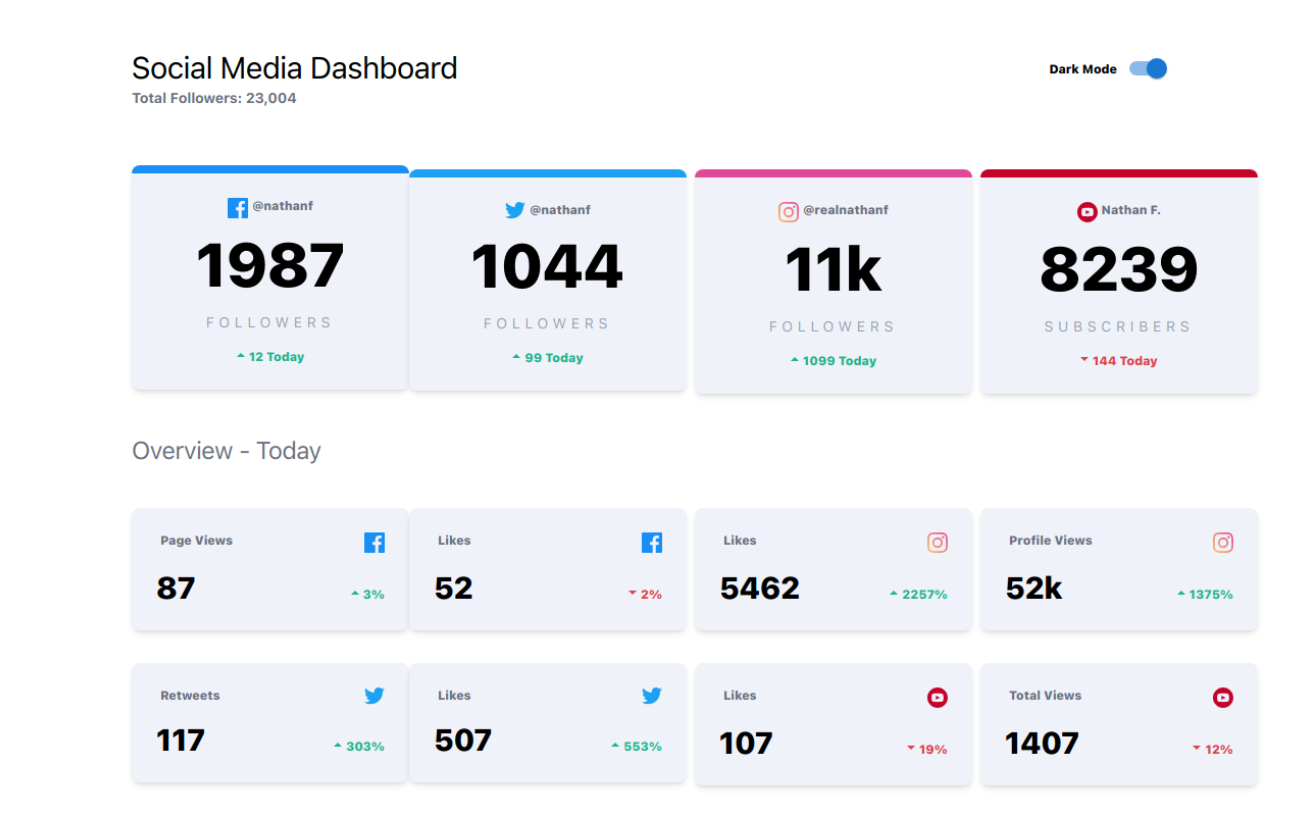 Social Media Dashboard
Dark Mode
Total Followers: 23,004
@nathanf
1987
FOLLOWERS
12 Today
@nathanf
1044
FOLLOWERS
99 Today
@realnathanf
11k
FOLLOWERS
1099 Today
Nathan F.
8239
SUBSCRIBERS
144 Today
Overview - Today
Page Views
87
3%
Likes
52
2%
Likes
5462
2257%
Profile Views
52k
1375%
Retweets
117
303%
Likes
507
553%
Likes
107
19%
Total Views
1407
12%